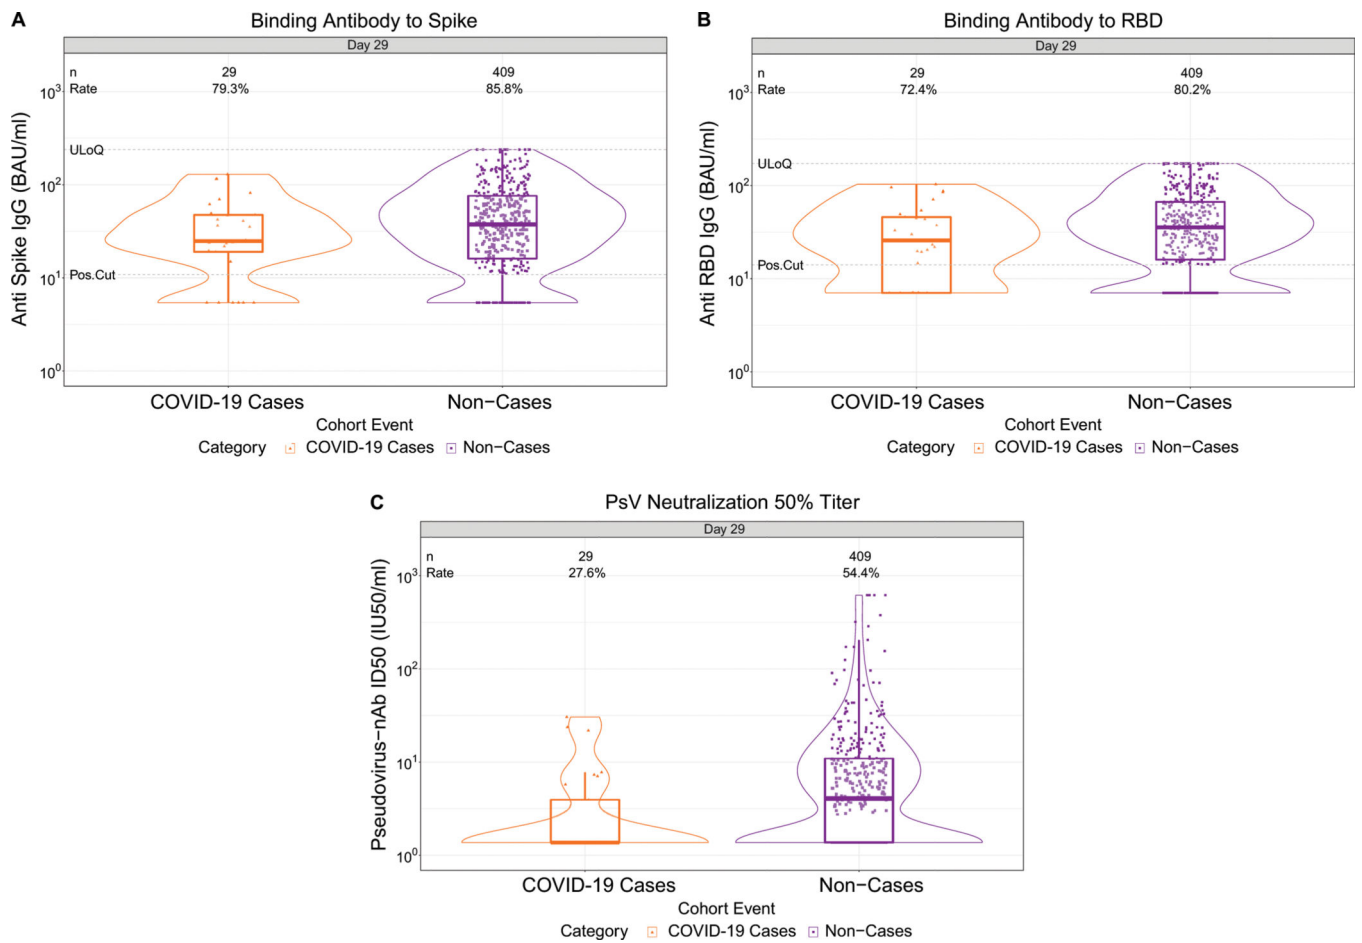 A Binding Antibody to Spike
Day 29
n 29 409
Rate 79.3% 85.8%
10³
ULoQ
10²
Pos.Cut
10¹
10⁰
Anti Spike IgG (BAU/ml)
COVID-19 Cases Non-Cases
Cohort Event
Category COVID-19 Cases Non-Cases
B Binding Antibody to RBD
Day 29
n 29 409
Rate 72.4% 80.2%
10³
ULoQ
10²
Pos.Cut
10¹
10⁰
Anti RBD IgG (BAU/ml)
COVID-19 Cases Non-Cases
Cohort Event
Category COVID-19 Cases Non-Cases
C PsV Neutralization 50% Titer
Day 29
n 29 409
Rate 27.6% 54.4%
10³
10²
10¹
10⁰
Pseudovirus-nAb ID50 (IU50/ml)
COVID-19 Cases Non-Cases
Cohort Event
Category COVID-19 Cases Non-Cases